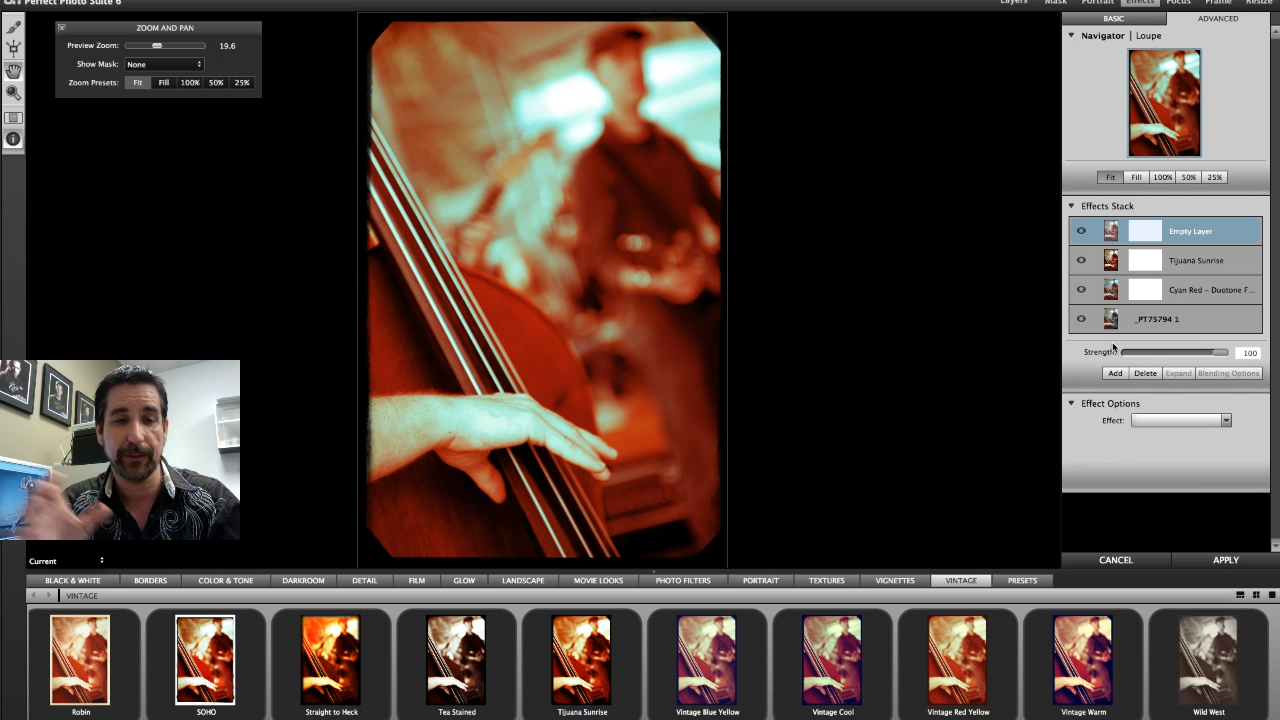 Perfect Photo Suite 6
Layers Mask Portrait Effects Focus Frame Resize
ZOOM AND PAN
Preview Zoom: 19.6
Show Mask: None
Zoom Presets: Fit Fill 100% 50% 25%
BASIC ADVANCED
Navigator | Loupe
Fit Fill 100% 50% 25%
Effects Stack
Empty Layer
Tijuana Sunrise
Cyan Red - Duotone F...
_PT75794 1
Strength: 100
Add Delete Expand Blending Options
Effect Options
Effect:
CANCEL APPLY
Current
BLACK & WHITE BORDERS COLOR & TONE DARKROOM DETAIL FILM GLOW LANDSCAPE MOVIE LOOKS PHOTO FILTERS PORTRAIT TEXTURES VIGNETTES VINTAGE PRESETS
VINTAGE
Robin SOHO Straight to Heck Tea Stained Tijuana Sunrise Vintage Blue Yellow Vintage Cool Vintage Red Yellow Vintage Warm Wild West